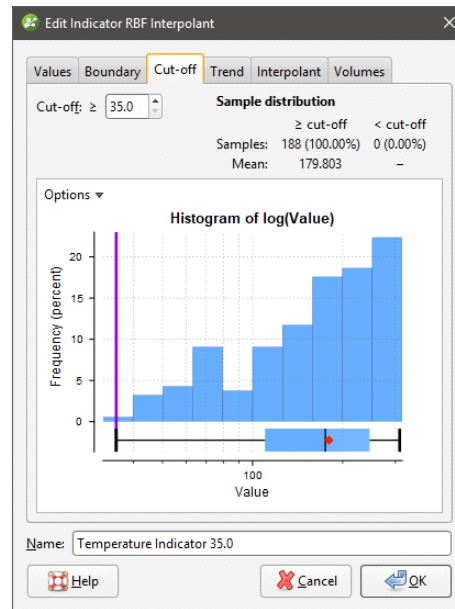 Edit Indicator RBF Interpolant
Values Boundary Cut-off Trend Interpolant Volumes
Cut-off: ≥ 35.0
Sample distribution
≥ cut-off < cut-off
Samples: 188 (100.00%) 0 (0.00%)
Mean: 179.803 –
Options
Histogram of log(Value)
Frequency (percent)
20
15
10
5
0
100
Value
Name: Temperature Indicator 35.0
Help Cancel OK